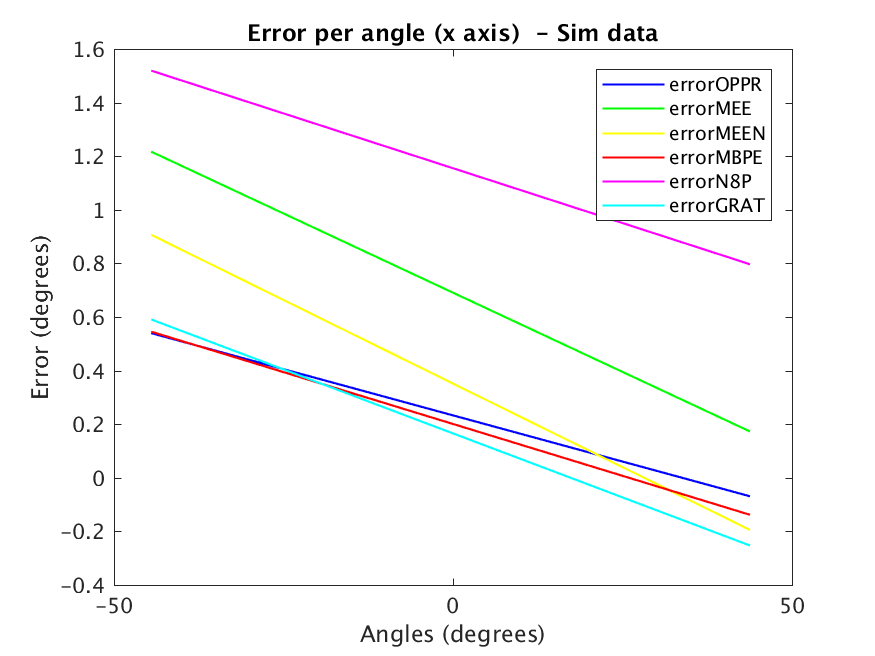 Error per angle (x axis)  - Sim data
1.6
1.4
1.2
1
0.8
0.6
0.4
0.2
0
-0.2
-0.4
Error (degrees)
errorOPPR
errorMEE
errorMEEN
errorMBPE
errorN8P
errorGRAT
-50
0
50
Angles (degrees)